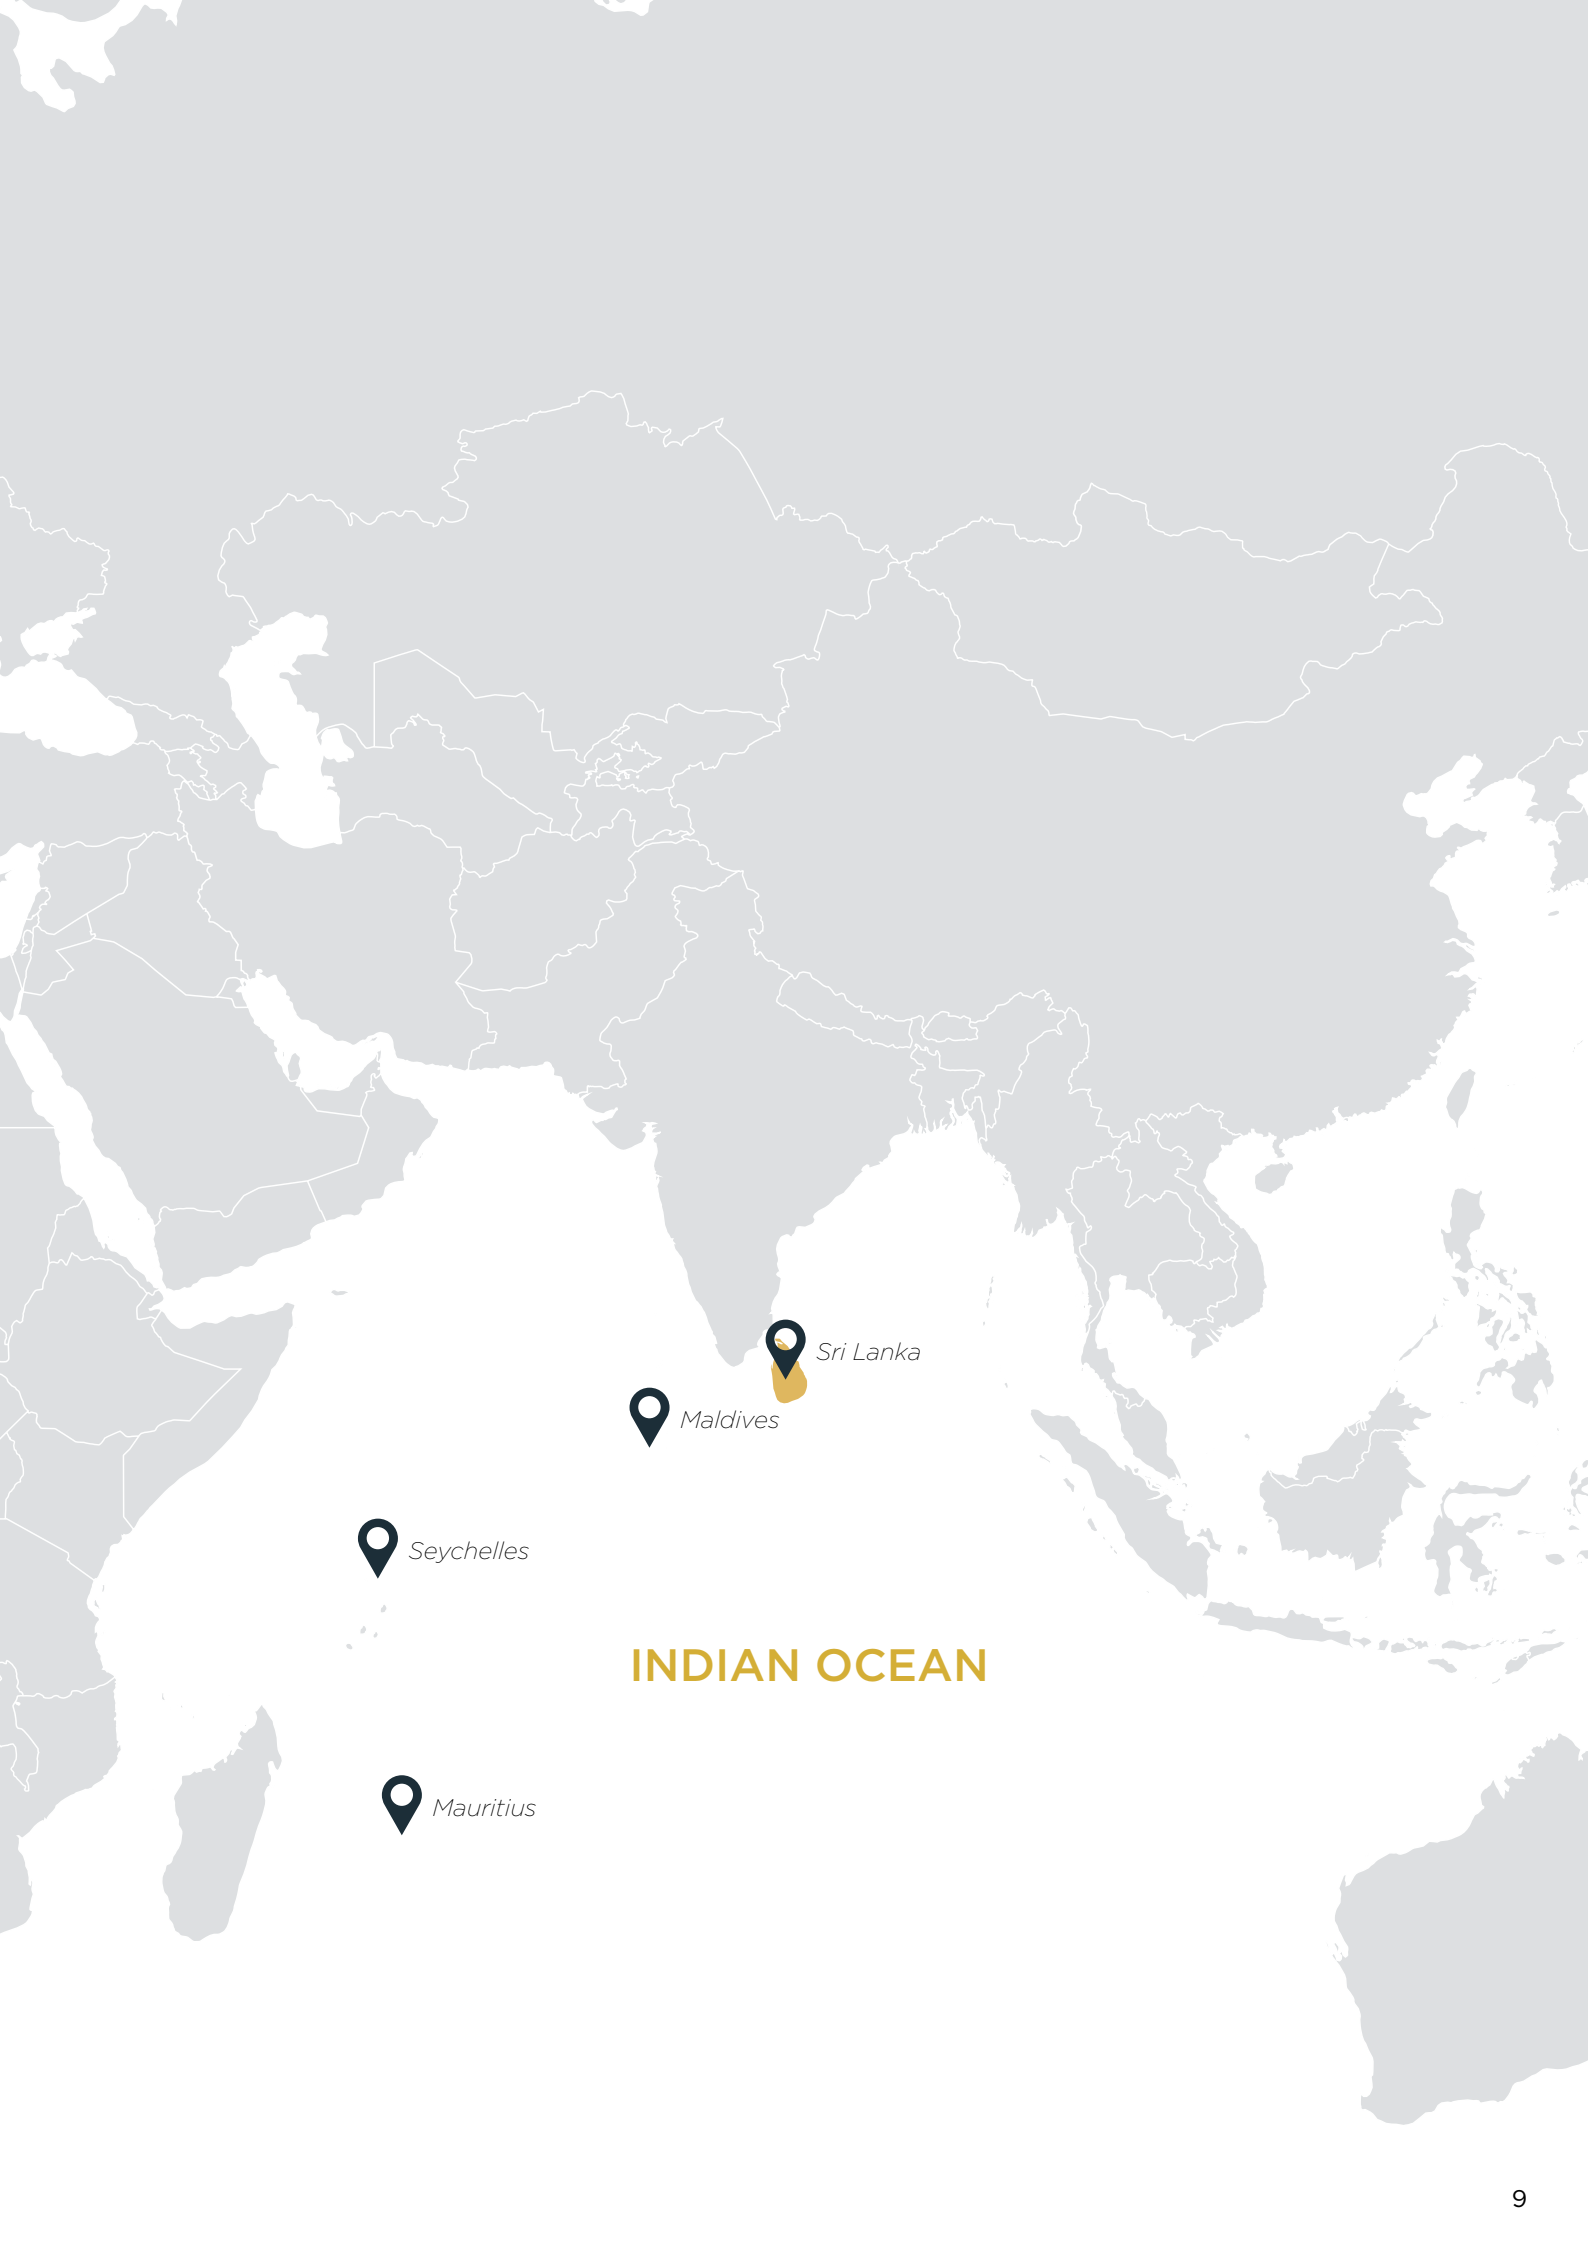 Sri Lanka
Maldives
Seychelles
INDIAN OCEAN
Mauritius
9